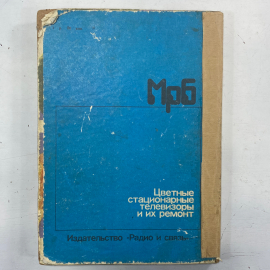 Мрб
Цветные
стационарные
телевизоры
и их ремонт
Издательство «Радио и связь»